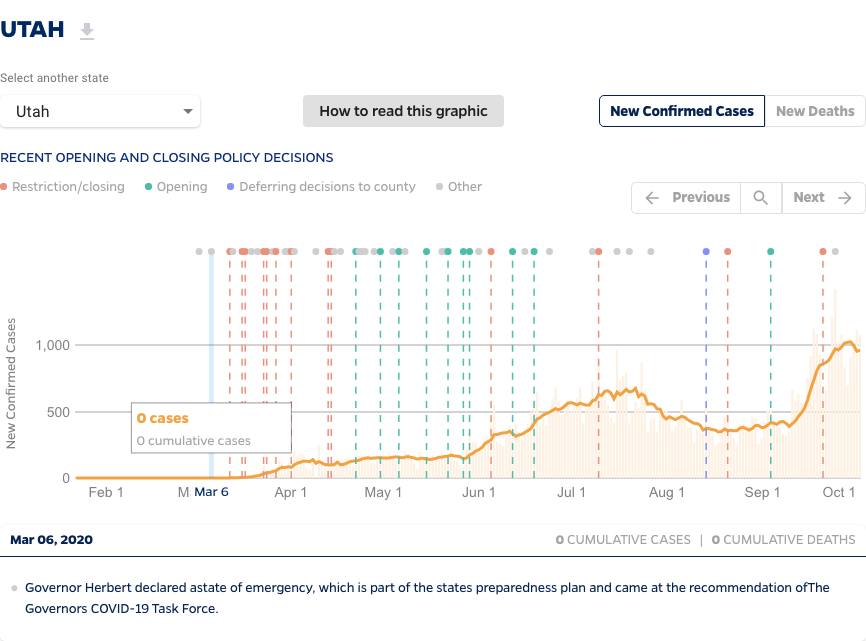 UTAH
Select another state
Utah
How to read this graphic
New Confirmed Cases
New Deaths
RECENT OPENING AND CLOSING POLICY DECISIONS
Restriction/closing
Opening
Deferring decisions to county
Other
Previous
Next
New Confirmed Cases
1,000
500
0
0 cases
0 cumulative cases
Feb 1
M
Mar 6
Apr 1
May 1
Jun 1
Jul 1
Aug 1
Sep 1
Oct 1
Mar 06, 2020
0 CUMULATIVE CASES | 0 CUMULATIVE DEATHS
Governor Herbert declared astate of emergency, which is part of the states preparedness plan and came at the recommendation ofThe
Governors COVID-19 Task Force.